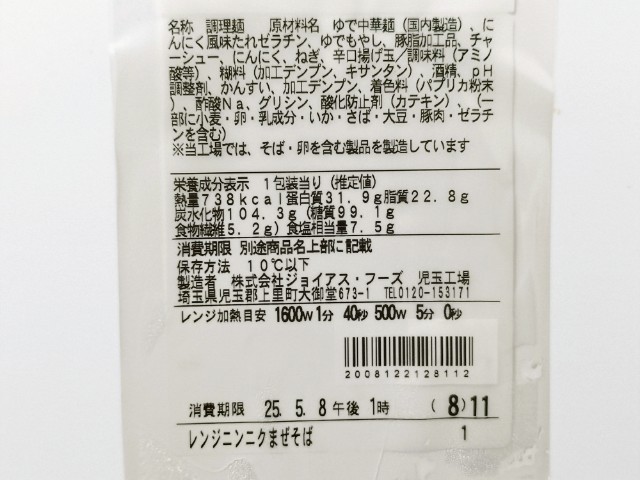 名称 調理麺 原材料名 ゆで中華麺（国内製造）、に
んにく風味たれゼラチン、ゆでもやし、豚脂加工品、チャ
ーシュー、にんにく、ねぎ、辛口揚げ玉／調味料（アミノ
酸等）、糊料（加工デンプン、キサンタン）、酒精、ｐＨ
調整剤、かんすい、加工デンプン、着色料（パプリカ粉末
）、酢酸Ｎａ、グリシン、酸化防止剤（カテキン）、（一
部に小麦・卵・乳成分・いか・さば・大豆・豚肉・ゼラチ
ンを含む）
※当工場では、そば・卵を含む製品を製造しています
栄養成分表示 １包装当り（推定値）
熱量７３８ｋｃａｌ蛋白質３１．９ｇ脂質２２．８ｇ
炭水化物１０４．３ｇ（糖質９９．１ｇ
食物繊維５．２ｇ）食塩相当量７．５ｇ
消費期限 別途商品名上部に記載
保存方法 １０℃以下
製造者 株式会社ジョイアス・フーズ 児玉工場
埼玉県児玉郡上里町大御堂673-1 TEL0120-153171
レンジ加熱目安 1600W 1分 40秒 500W 5分 0秒
2008122128112
消費期限 25. 5. 8 午後 1時 （ 8）11
レンジニンニクまぜそば 1